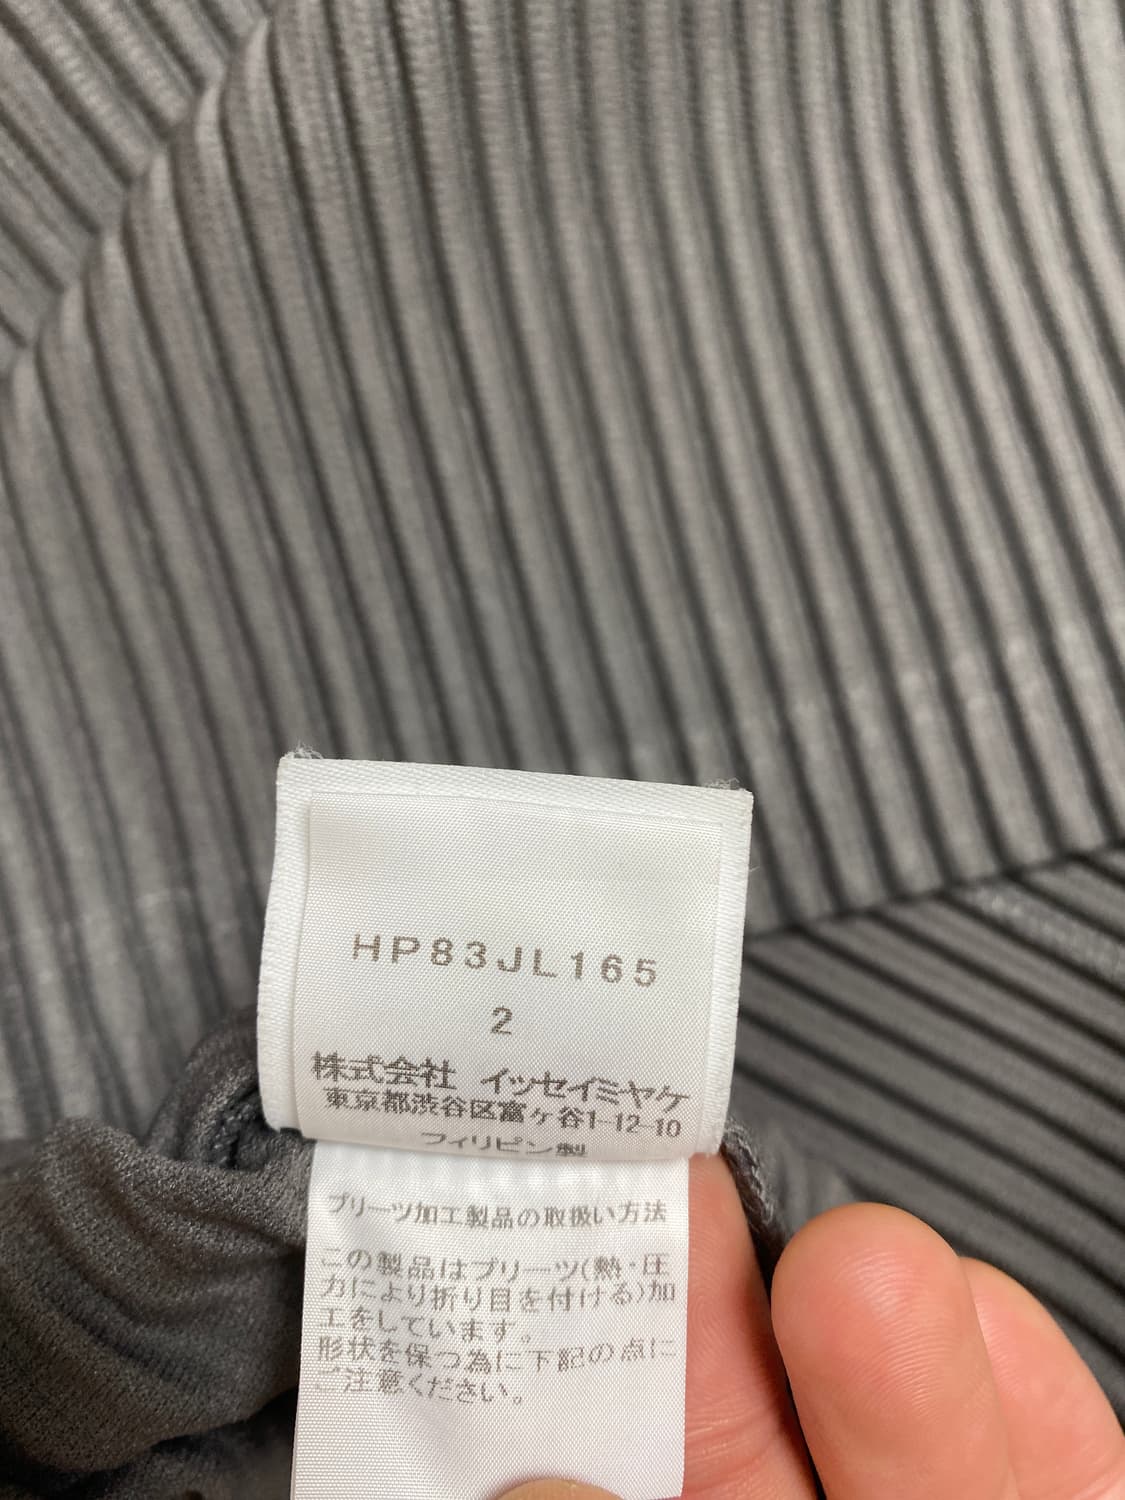 HP83JL165
2
株式会社 イッセイミヤケ
東京都渋谷区富ヶ谷1-12-10
フィリピン製
プリーツ加工製品の取扱い方法
この製品はプリーツ(熱・圧
力により折り目を付ける)加
工をしています。
形状を保つ為に下記の点に
ご注意ください。